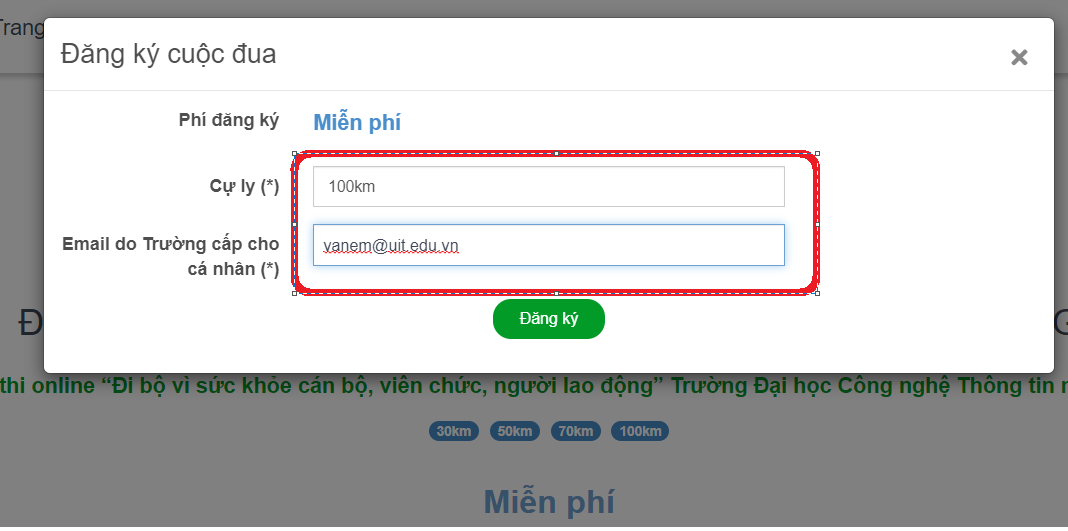 Trang
Đăng ký cuộc đua
Phí đăng ký
Miễn phí
Cự ly (*)
100km
Email do Trường cấp cho
cá nhân (*)
vanem@uit.edu.vn
Đăng ký
thi online “Đi bộ vì sức khỏe cán bộ, viên chức, người lao động” Trường Đại học Công nghệ Thông tin
30km 50km 70km 100km
Miễn phí